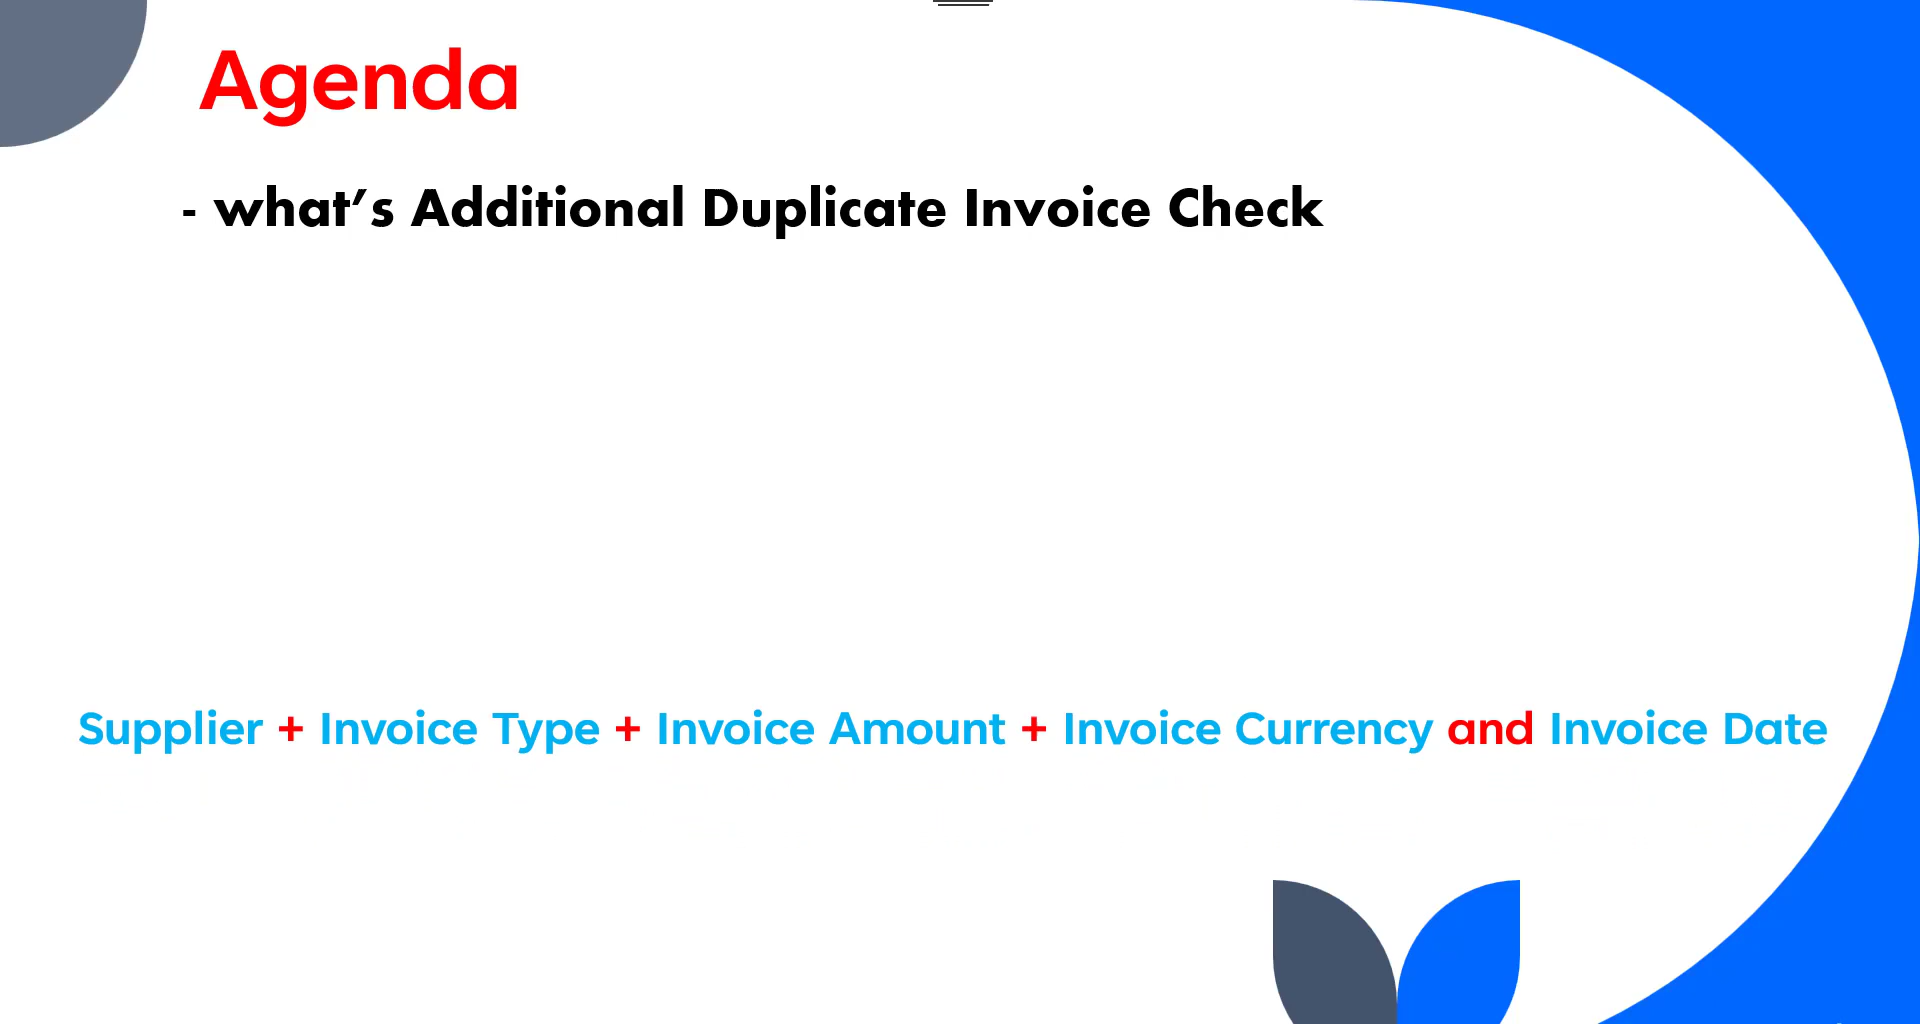 Agenda
- what’s Additional Duplicate Invoice Check
Supplier + Invoice Type + Invoice Amount + Invoice Currency and Invoice Date